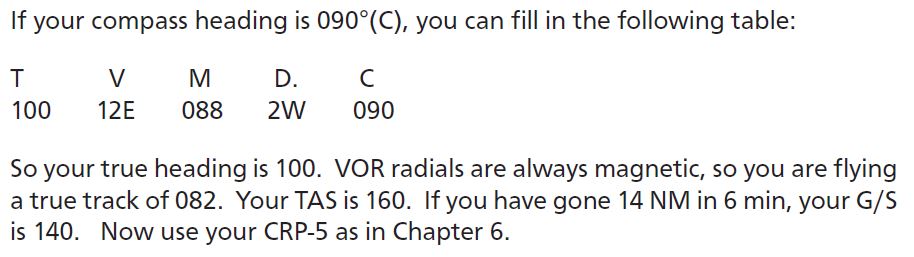 If your compass heading is 090°(C), you can fill in the following table:
T V M D. C
100 12E 088 2W 090
So your true heading is 100. VOR radials are always magnetic, so you are flying
a true track of 082. Your TAS is 160. If you have gone 14 NM in 6 min, your G/S
is 140. Now use your CRP-5 as in Chapter 6.